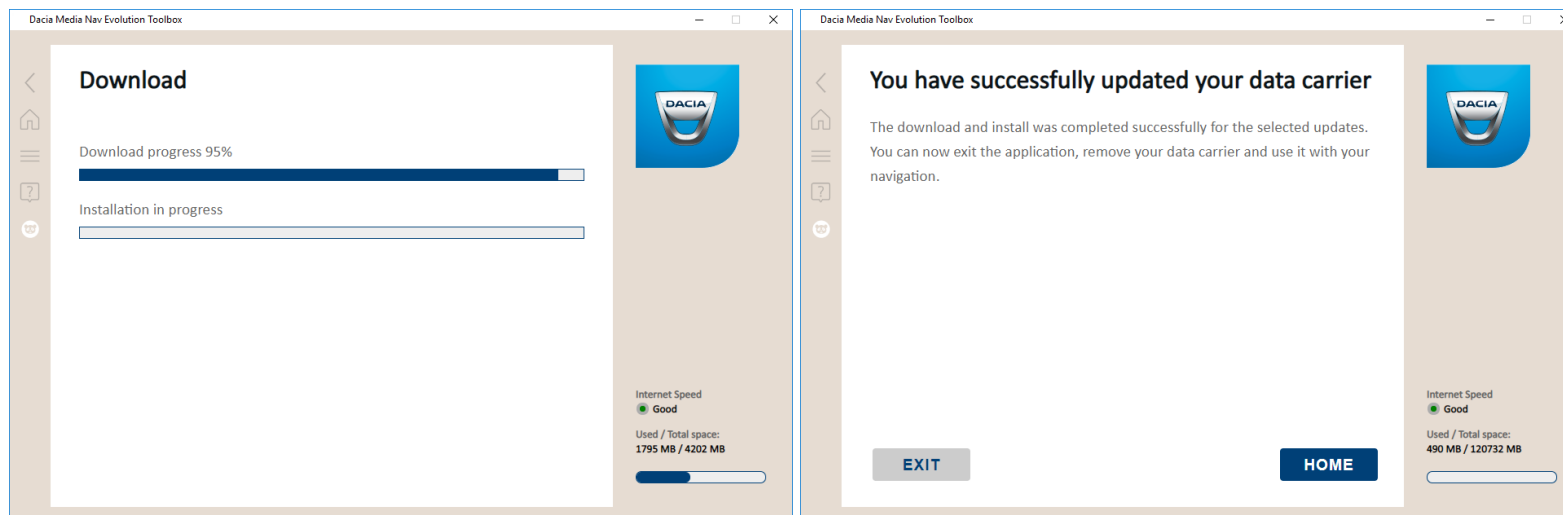 Dacia Media Nav Evolution Toolbox
Download
Download progress 95%
Installation in progress
DACIA
Internet Speed
Good
Used / Total space:
1795 MB / 4202 MB
Dacia Media Nav Evolution Toolbox
You have successfully updated your data carrier
The download and install was completed successfully for the selected updates.
You can now exit the application, remove your data carrier and use it with your
navigation.
EXIT
HOME
DACIA
Internet Speed
Good
Used / Total space:
490 MB / 120732 MB